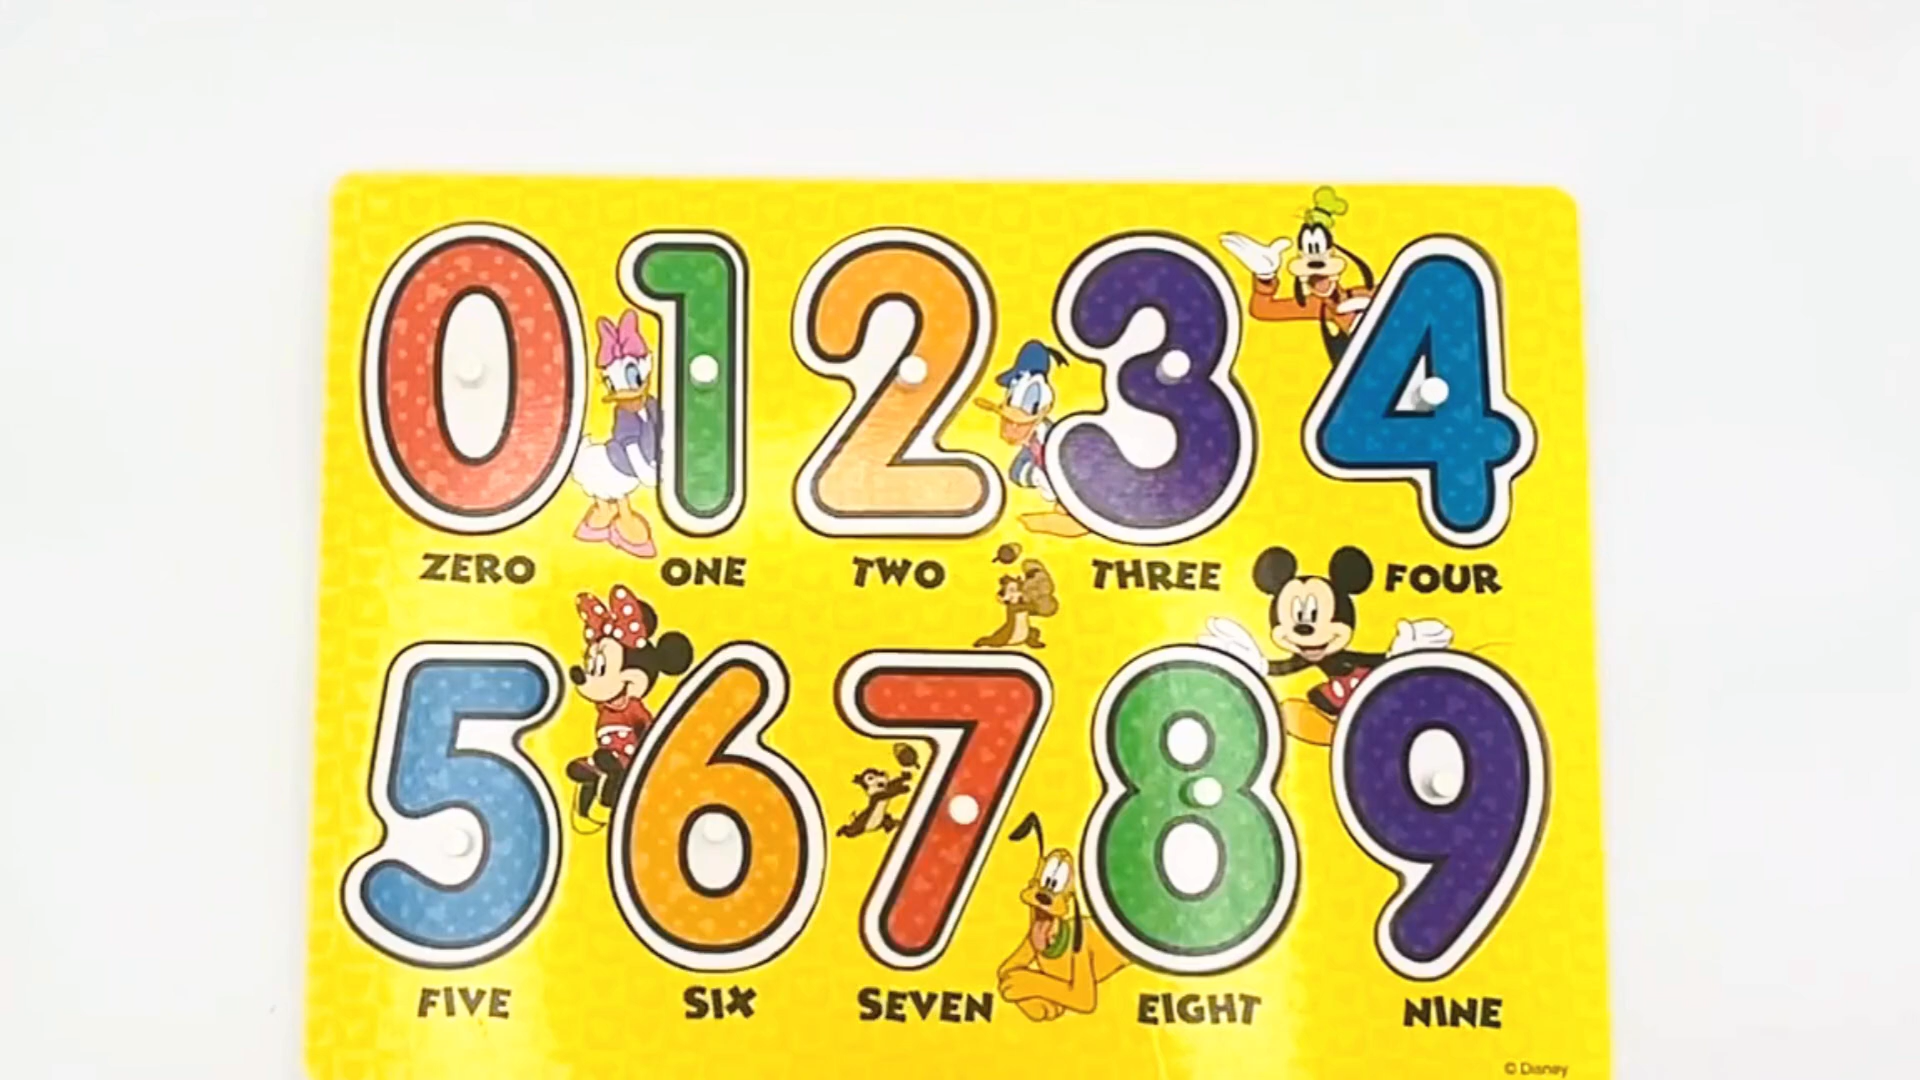 0 1 2 3 4
ZERO ONE TWO THREE FOUR
5 6 7 8 9
FIVE SIX SEVEN EIGHT NINE
© Disney